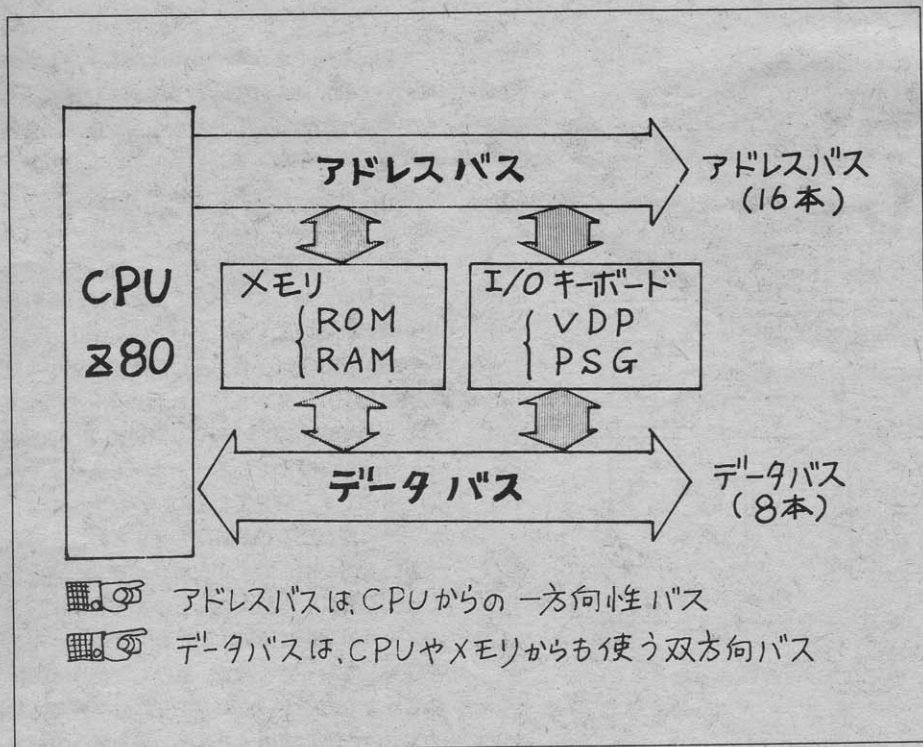 アドレスバス
アドレスバス
(16本)
CPU
Z80
メモリ
ROM
RAM
I/O キーボード
VDP
PSG
データバス
データバス
(8本)
アドレスバスは、CPUからの一方向性バス
データバスは、CPUやメモリからも使う双方向バス